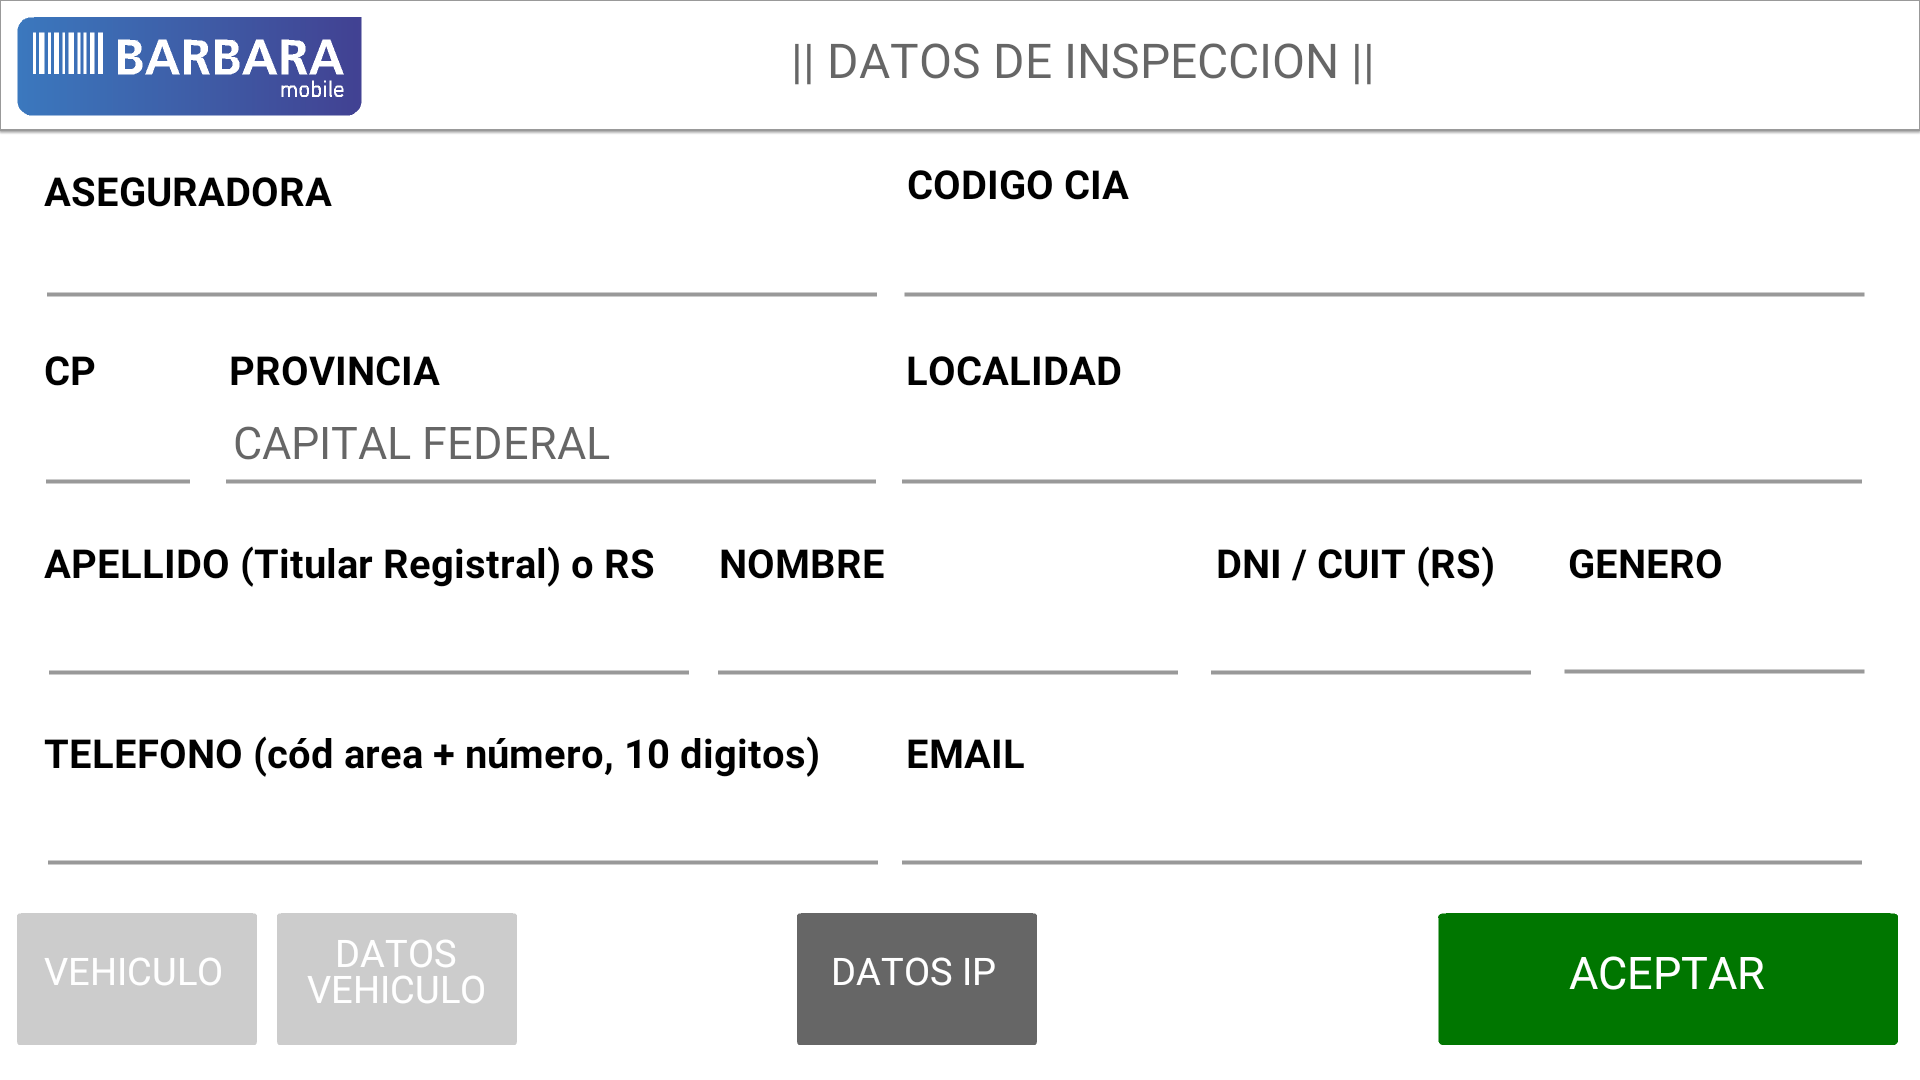 BARBARA
mobile
|| DATOS DE INSPECCION ||
ASEGURADORA
CODIGO CIA
CP
PROVINCIA
LOCALIDAD
CAPITAL FEDERAL
APELLIDO (Titular Registral) o RS
NOMBRE
DNI / CUIT (RS)
GENERO
TELEFONO (cód area + número, 10 digitos)
EMAIL
VEHICULO
DATOS
VEHICULO
DATOS IP
ACEPTAR